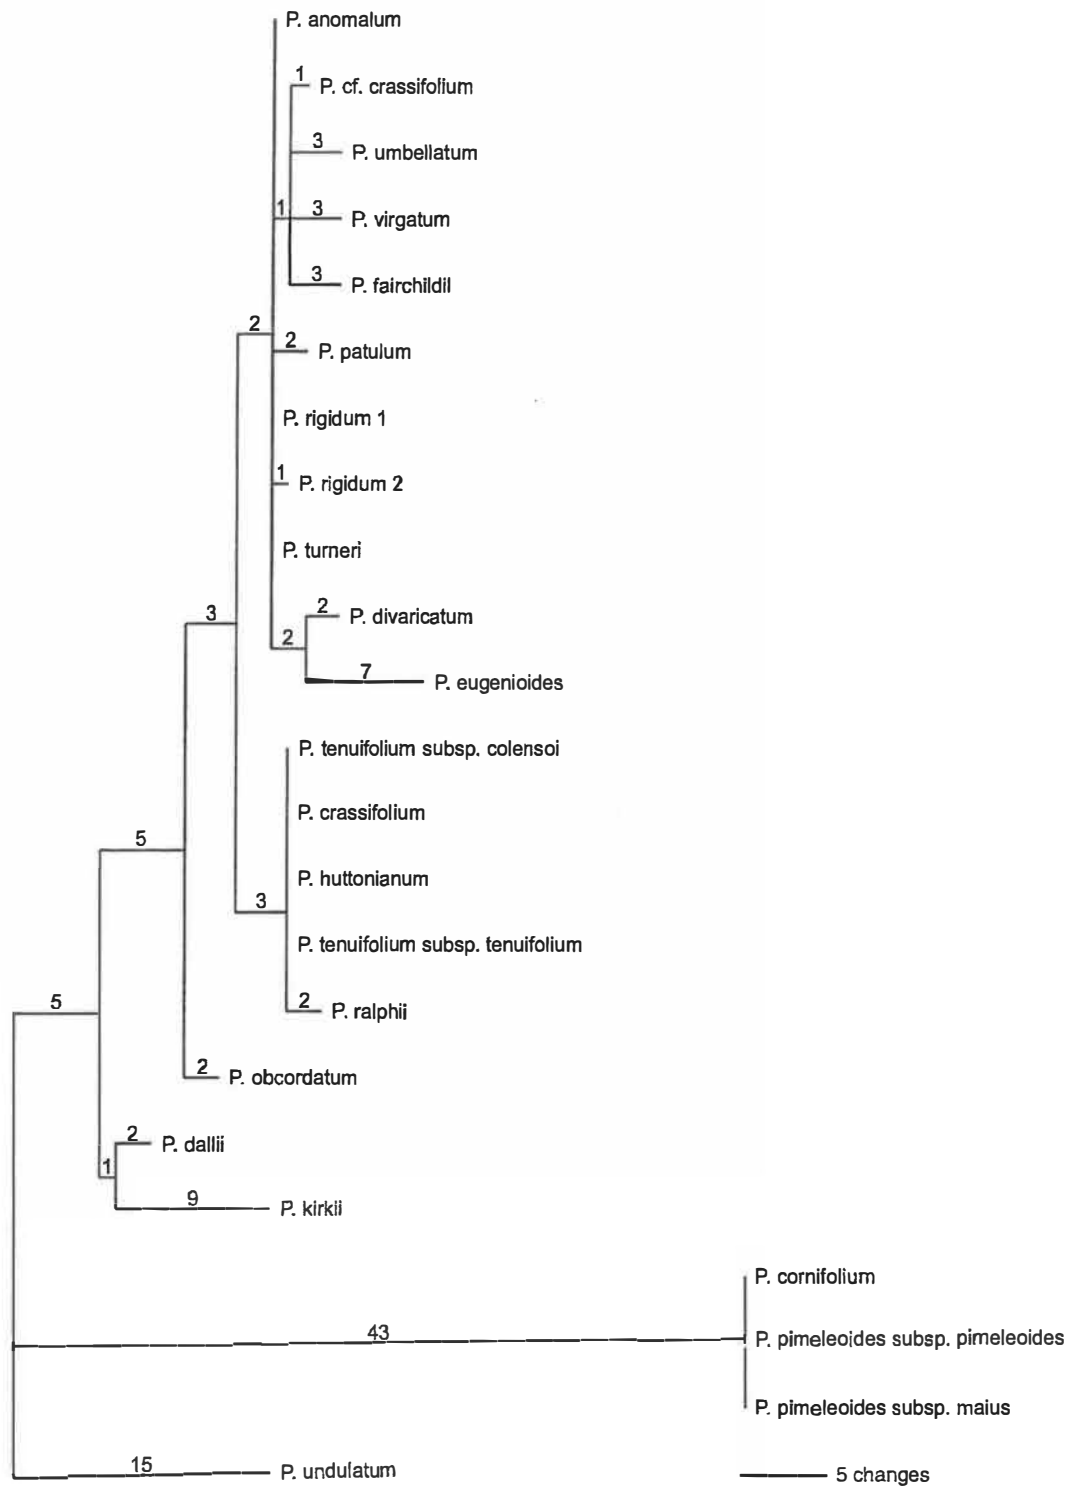 P. anomalum
1
P. cf. crassifolium
3
P. umbellatum
1 3
P. virgatum
3
P. fairchildil
2
2
P. patulum
P. rigidum 1
1
P. rigidum 2
P. turneri
3
2
P. divaricatum
2
7
P. eugenioides
P. tenuifolium subsp. colensoi
P. crassifolium
5
P. huttonianum
3
P. tenuifolium subsp. tenuifolium
5
2
P. ralphii
2
P. obcordatum
2
P. dallii
1
9
P. kirkii
P. cornifolium
43
P. pimeleoides subsp. pimeleoides
P. pimeleoides subsp. maius
15
P. undulatum
5 changes